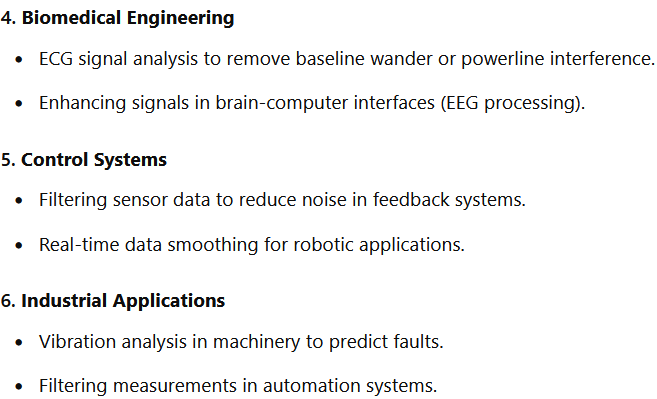 4. Biomedical Engineering
• ECG signal analysis to remove baseline wander or powerline interference.
• Enhancing signals in brain-computer interfaces (EEG processing).
5. Control Systems
• Filtering sensor data to reduce noise in feedback systems.
• Real-time data smoothing for robotic applications.
6. Industrial Applications
• Vibration analysis in machinery to predict faults.
• Filtering measurements in automation systems.